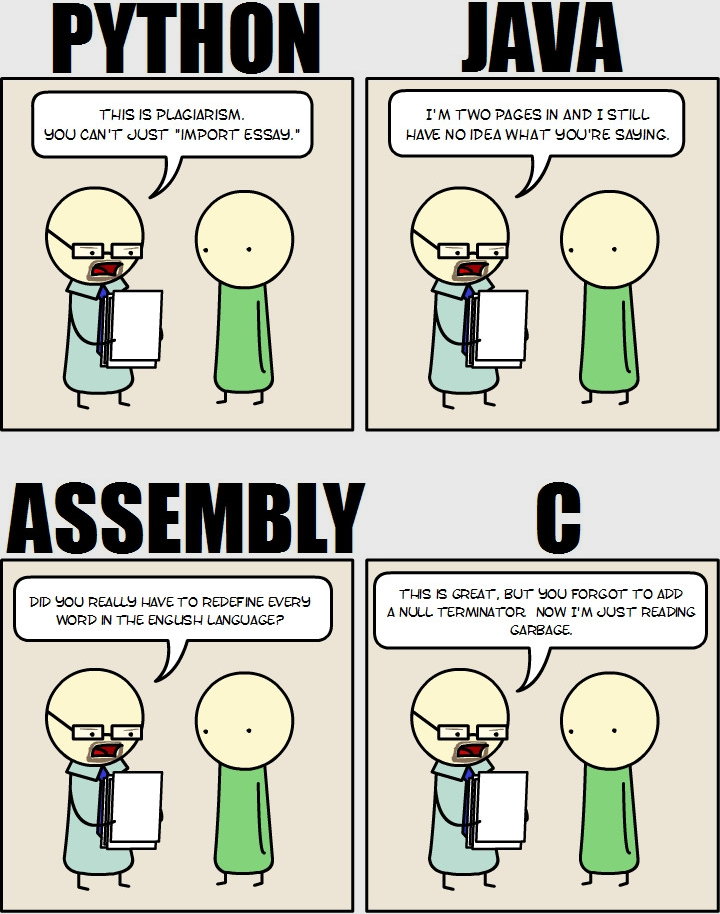 PYTHON
THIS IS PLAGIARISM.
YOU CAN'T JUST "IMPORT ESSAY."
JAVA
I'M TWO PAGES IN AND I STILL
HAVE NO IDEA WHAT YOU'RE SAYING.
ASSEMBLY
DID YOU REALLY HAVE TO REDEFINE EVERY
WORD IN THE ENGLISH LANGUAGE?
C
THIS IS GREAT, BUT YOU FORGOT TO ADD
A NULL TERMINATOR. NOW I'M JUST READING
GARBAGE.